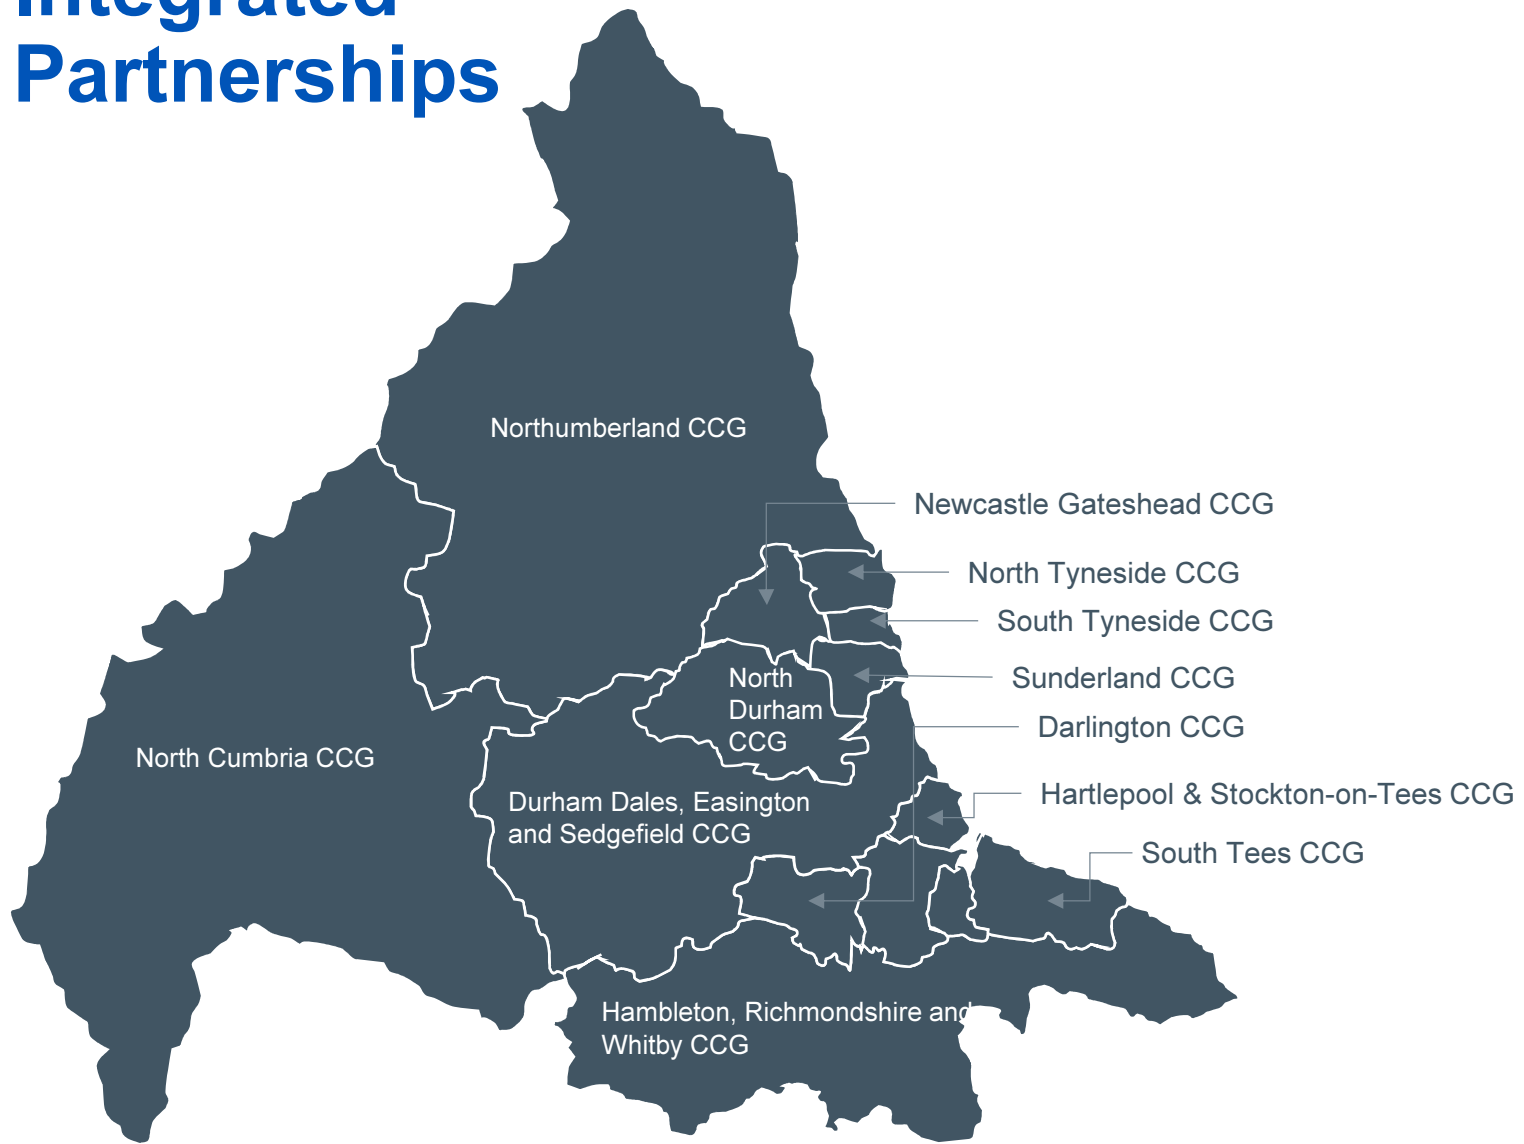 Integrated
Partnerships
Northumberland CCG
Newcastle Gateshead CCG
North Tyneside CCG
South Tyneside CCG
Sunderland CCG
North
Durham
CCG
Darlington CCG
North Cumbria CCG
Hartlepool & Stockton-on-Tees CCG
Durham Dales, Easington
and Sedgefield CCG
South Tees CCG
Hambleton, Richmondshire and
Whitby CCG